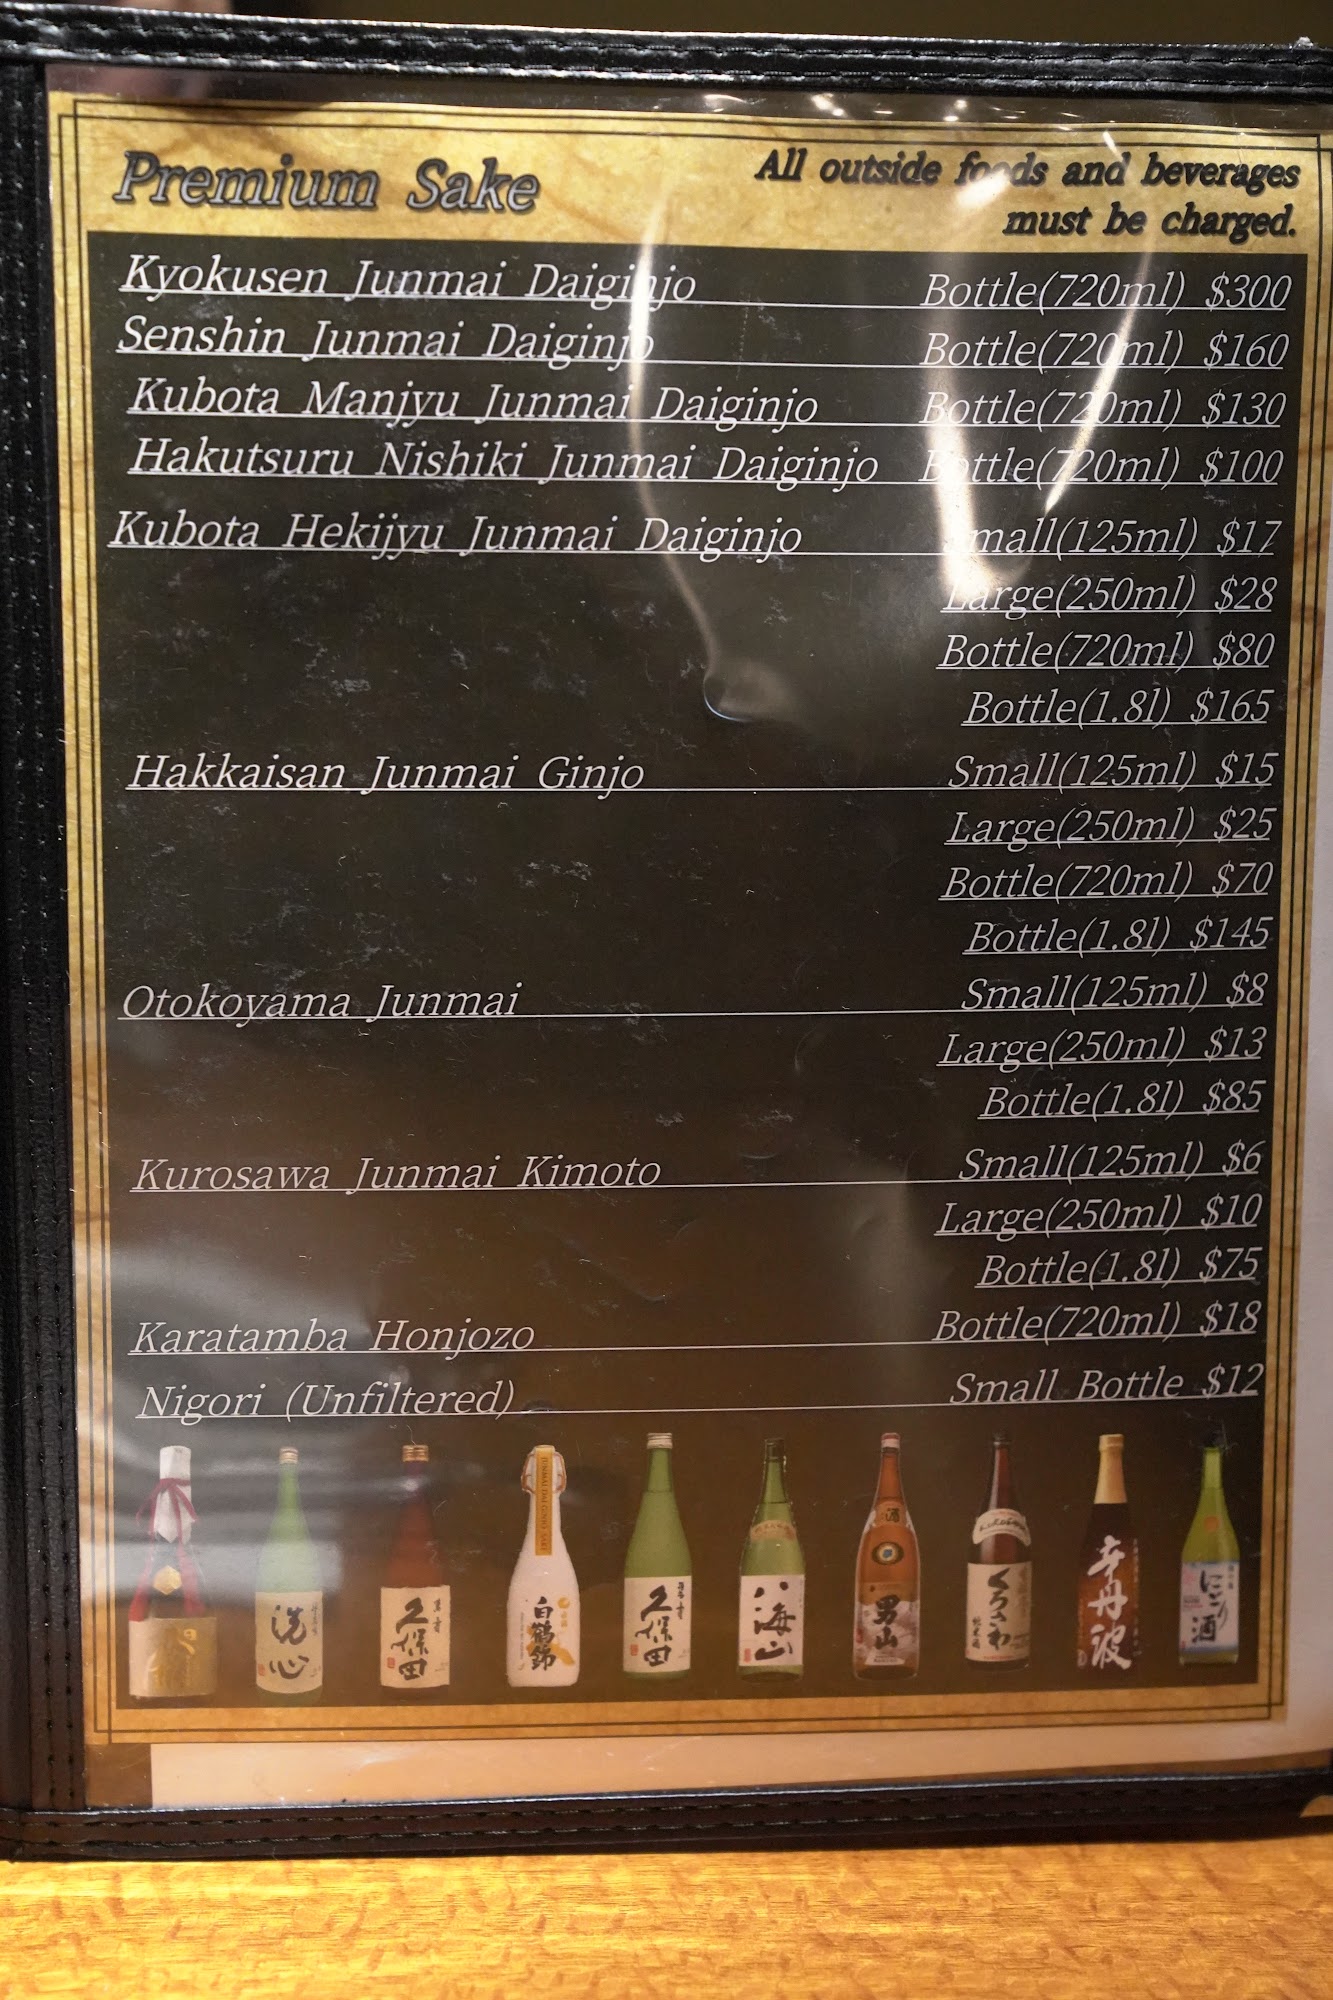 Premium Sake
All outside foods and beverages
must be charged.
Kyokusen Junmai Daiginjo Bottle(720ml) $300
Senshin Junmai Daiginjo Bottle(720ml) $160
Kubota Manjyu Junmai Daiginjo Bottle(720ml) $130
Hakutsuru Nishiki Junmai Daiginjo Bottle(720ml) $100
Kubota Hekijyu Junmai Daiginjo Small(125ml) $17
Large(250ml) $28
Bottle(720ml) $80
Bottle(1.8l) $165
Hakkaisan Junmai Ginjo Small(125ml) $15
Large(250ml) $25
Bottle(720ml) $70
Bottle(1.8l) $145
Otokoyama Junmai Small(125ml) $8
Large(250ml) $13
Bottle(1.8l) $85
Kurosawa Junmai Kimoto Small(125ml) $6
Large(250ml) $10
Bottle(1.8l) $75
Karatamba Honjozo Bottle(720ml) $18
Nigori (Unfiltered) Small Bottle $12
洗心
久保田
JUNMAI DAI GINJO SAKE
白鶴錦
久保田
八海山
酒
男山
くろさわ
辛丹波
にごり酒